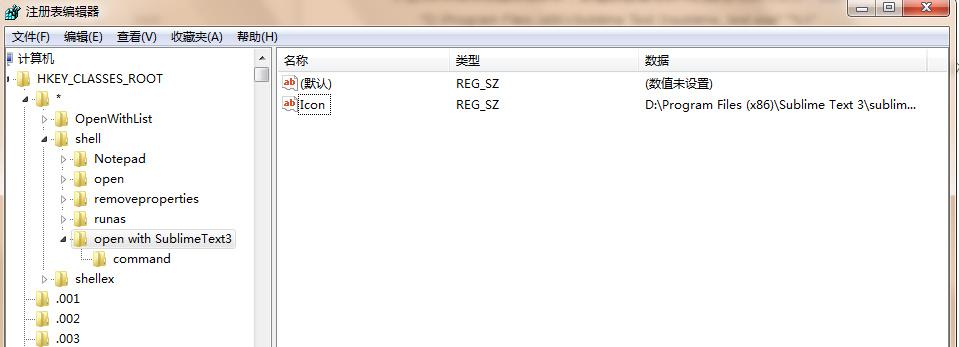 注册表编辑器
文件(F) 编辑(E) 查看(V) 收藏夹(A) 帮助(H)
计算机
HKEY_CLASSES_ROOT
*
OpenWithList
shell
Notepad
open
removeproperties
runas
open with SublimeText3
command
shellex
.001
.002
.003
名称 类型 数据
(默认) REG_SZ (数值未设置)
Icon REG_SZ D:\Program Files (x86)\Sublime Text 3\sublim...